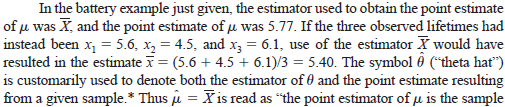 In the battery example just given, the estimator used to obtain the point estimate
of μ was X̅, and the point estimate of μ was 5.77. If the three observed lifetimes had
instead been x₁ = 5.6, x₂ = 4.5, and x₃ = 6.1, use of the estimator X̅ would have
resulted in the estimate x̅ = (5.6 + 4.5 + 6.1)/3 = 5.40. The symbol θ̂ (“theta hat”)
is customarily used to denote both the estimator of θ and the point estimate resulting
from a given sample.* Thus μ̂ = X̅ is read as “the point estimator of μ is the sample